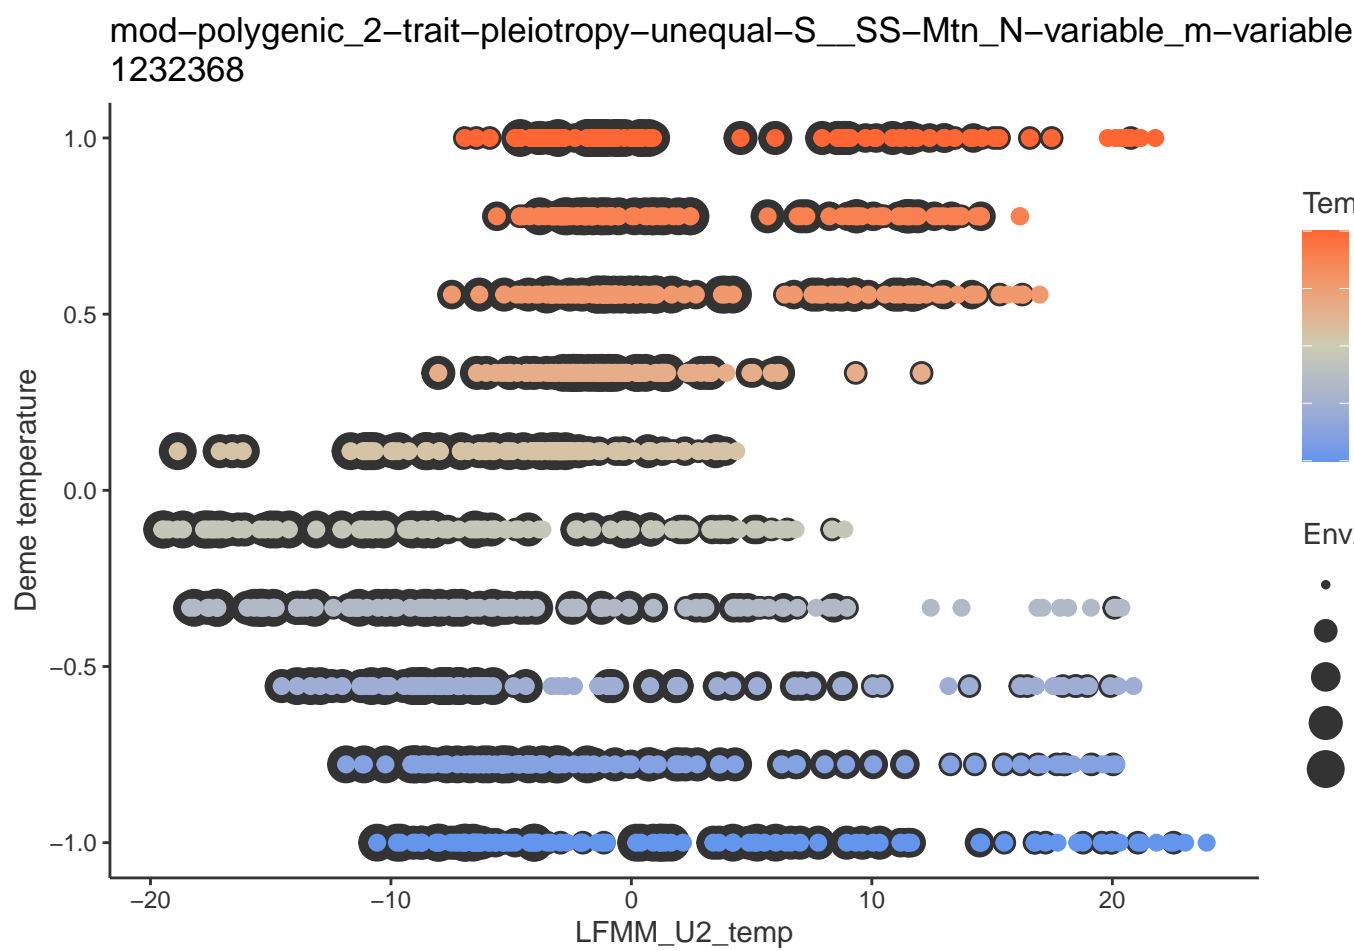 mod−polygenic_2−trait−pleiotropy−unequal−S__SS−Mtn_N−variable_m−variable
1232368
1.0
0.5
0.0
−0.5
−1.0
Deme temperature
−20
−10
0
10
20
LFMM_U2_temp
Tem
Env